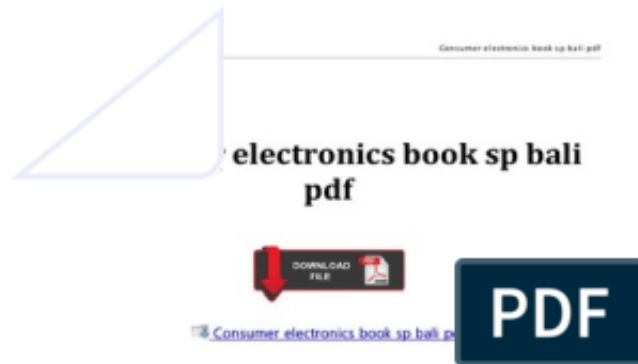 Consumer electronics book sp bali pdf
electronics book sp bali
pdf
DOWNLOAD
FILE
Consumer electronics book sp bali
PDF